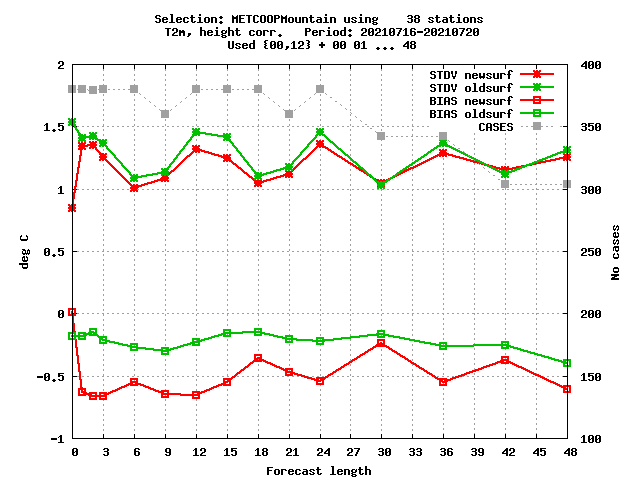 Selection: METCOOPMountain using    38 stations
T2m, height corr.   Period: 20210716-20210720
Used {00,12} + 00 01 ... 48
2 400
STDV newsurf
STDV oldsurf
BIAS newsurf
BIAS oldsurf
CASES
1.5 350
1 300
0.5 250
0 200
-0.5 150
-1 100
deg C
No cases
0 3 6 9 12 15 18 21 24 27 30 33 36 39 42 45 48
Forecast length